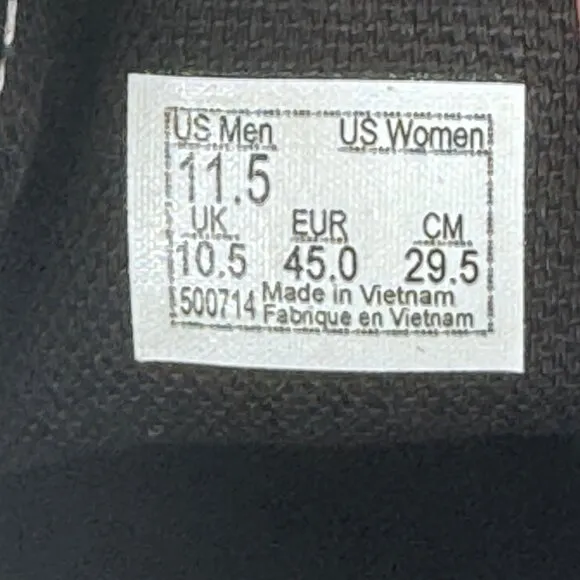 US Men US Women
11.5
UK EUR CM
10.5 45.0 29.5
500714 Made in Vietnam
Fabrique en Vietnam